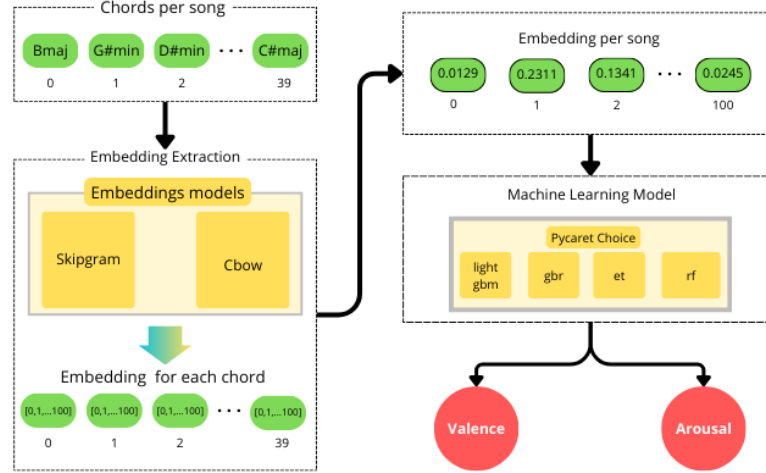 Chords per song
Bmaj G#min D#min ... C#maj
0 1 2 39
Embedding Extraction
Embeddings models
Skipgram
Cbow
Embedding for each chord
[0,1,...100] [0,1,...100] [0,1,...100] ... [0,1,...100]
0 1 2 39
Embedding per song
0.0129 0.2311 0.1341 ... 0.0245
0 1 2 100
Machine Learning Model
Pycaret Choice
light
gbm
gbr
et
rf
Valence
Arousal